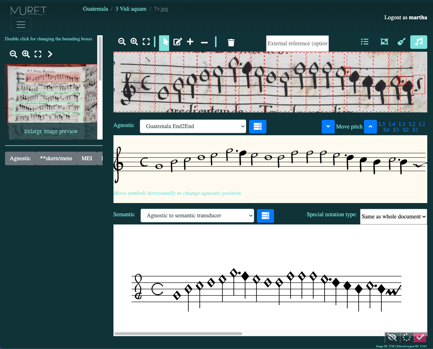 MURET
Guatemala / 3 Vidi aquam / 7v.jpg
Logout as martha
Double click for changing the bounding boxes
External reference (option
Enlarge image preview
Agnostic **skern/mens MEI
Agnostic Guatemala End2End Move pitch L5 L4 L3 L2 L1
S4 S3 S2 S1
Move symbols horizontally to change agnostic position
Semantic Agnostic to semantic transducer Special notation type: Same as whole document